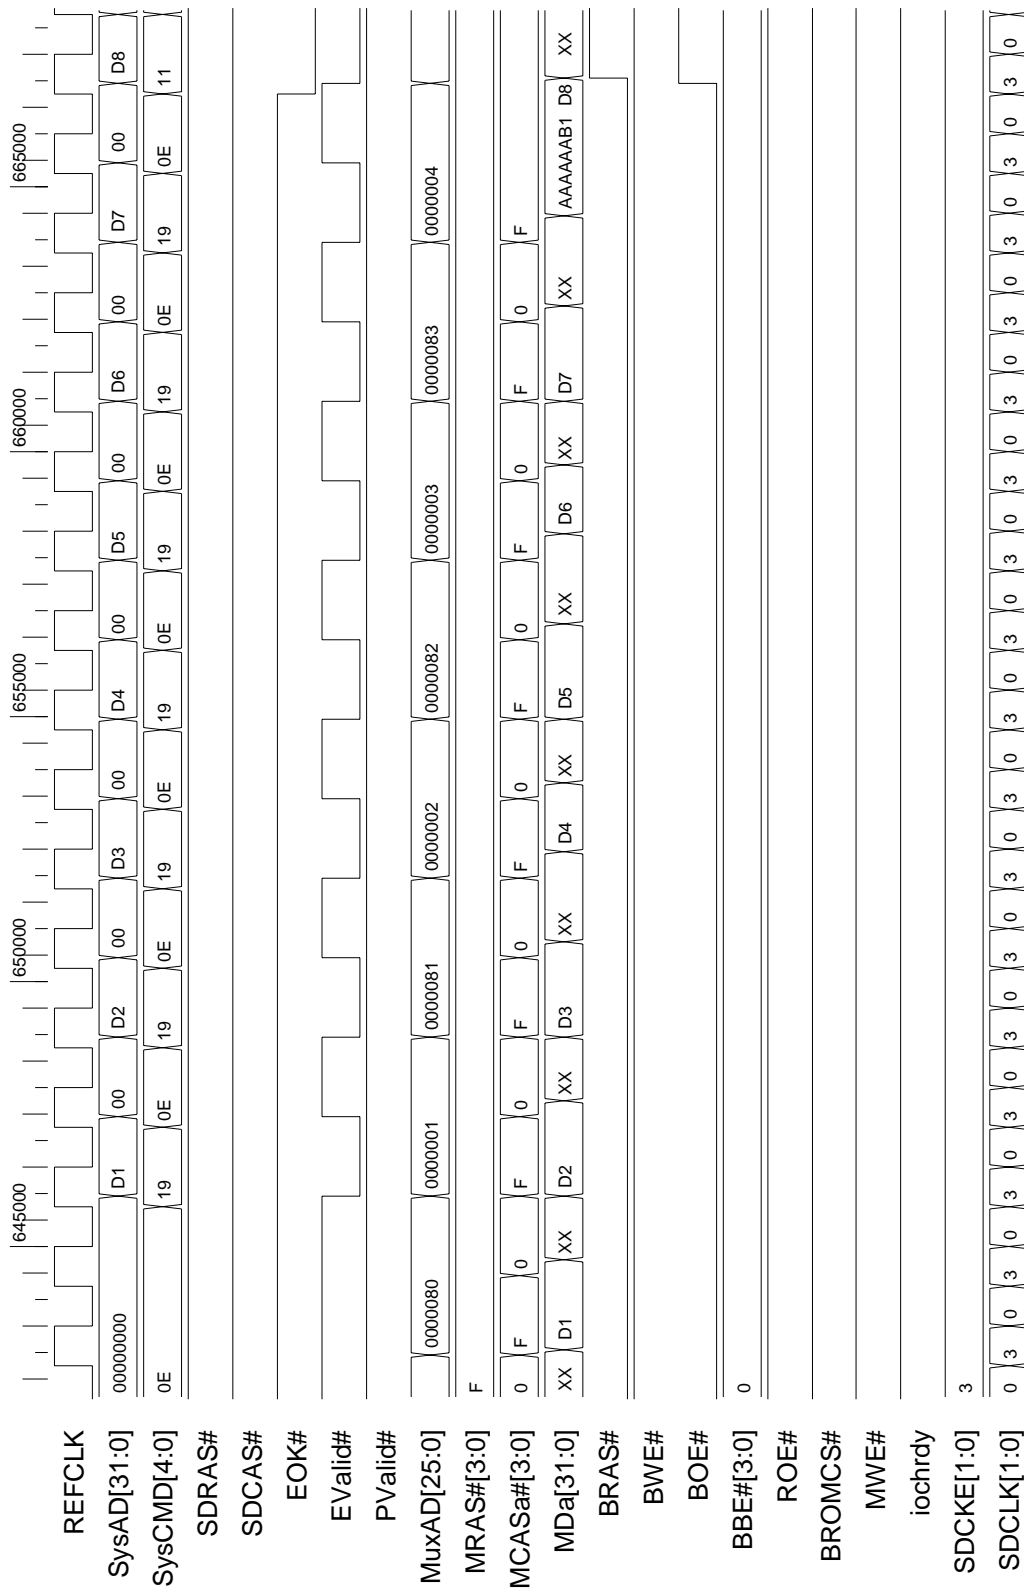 645000 650000 655000 660000 665000
REFCLK
SysAD[31:0] 00000000 D1 00 D2 00 D3 00 D4 00 D5 00 D6 00 D7 00 D8
SysCMD[4:0] 0E 19 0E 19 0E 19 0E 19 0E 19 0E 19 0E 19 0E 11
SDRAS#
SDCAS#
EOK#
EValid#
PValid#
MuxAD[25:0] 0000080 0000001 0000081 0000002 0000082 0000003 0000083 0000004
MRAS#[3:0] F
MCASa#[3:0] 0 F 0 F 0 F 0 F 0 F 0 F 0 F 0 F
MDa[31:0] XX D1 XX D2 XX D3 XX D4 XX D5 XX D6 XX D7 XX AAAAAAB1 D8 XX
BRAS#
BWE#
BOE#
BBE#[3:0] 0
ROE#
BROMCS#
MWE#
iochrdy
SDCKE[1:0] 3
SDCLK[1:0] 0 3 0 3 0 3 0 3 0 3 0 3 0 3 0 3 0 3 0 3 0 3 0 3 0 3 0 3 0 3 0 3 0 3 0